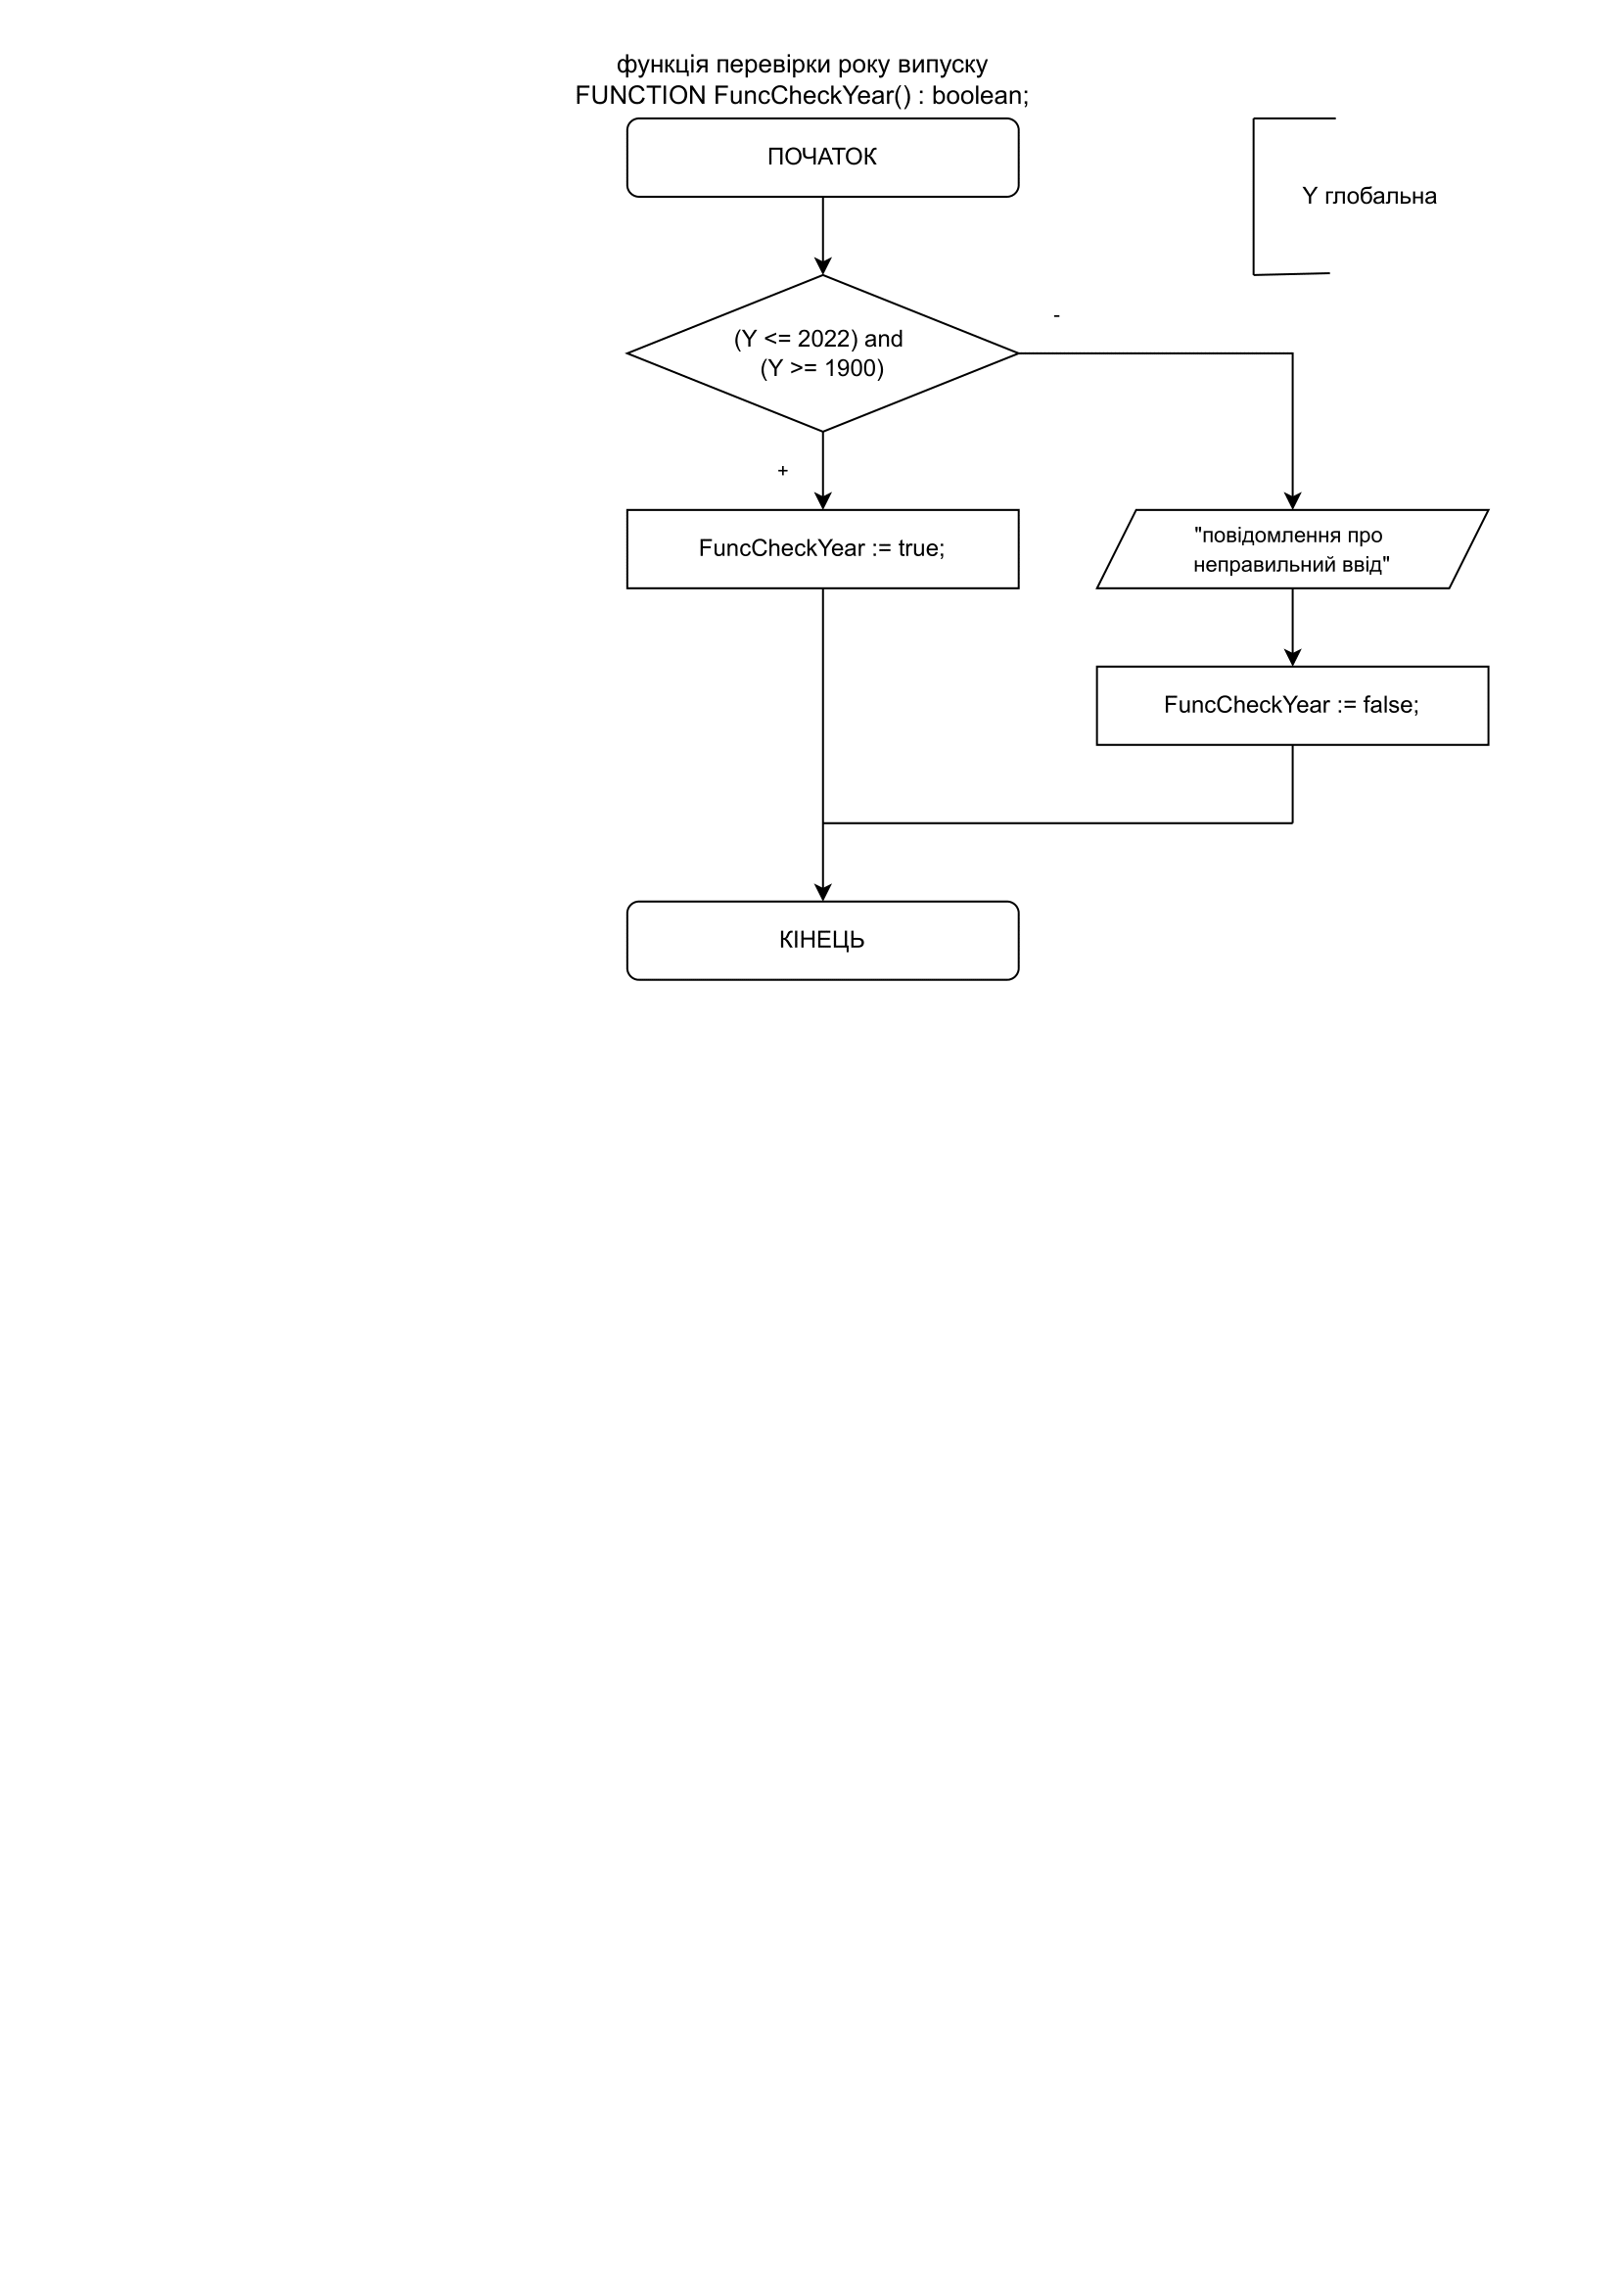 функція перевірки року випуску
FUNCTION FuncCheckYear() : boolean;
ПОЧАТОК
Y глобальна
(Y <= 2022) and
(Y >= 1900)
-
+
FuncCheckYear := true;
"повідомлення про
неправильний ввід"
FuncCheckYear := false;
КІНЕЦЬ